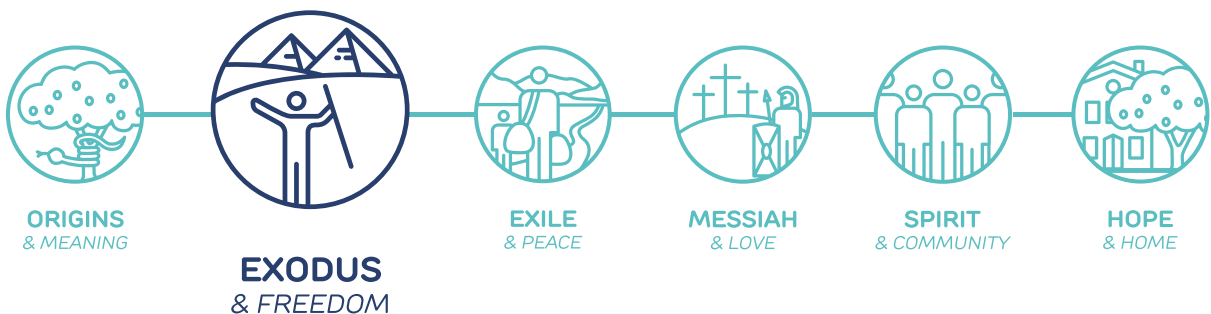 ORIGINS
& MEANING
EXODUS
& FREEDOM
EXILE
& PEACE
MESSIAH
& LOVE
SPIRIT
& COMMUNITY
HOPE
& HOME